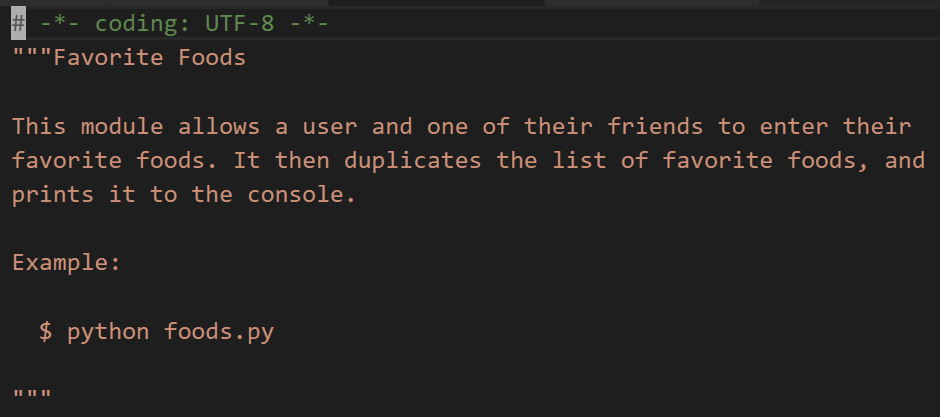 # -*- coding: UTF-8 -*-
"""Favorite Foods
This module allows a user and one of their friends to enter their
favorite foods. It then duplicates the list of favorite foods, and
prints it to the console.
Example:
$ python foods.py
"""